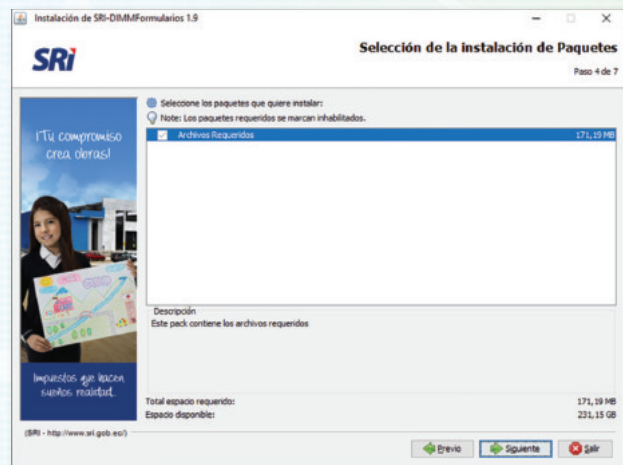 Instalación de SRI-DIMMFormularios 1.9
SRi
Selección de la instalación de Paquetes
Paso 4 de 7
¡Tú compromiso
crea obras!
Seleccione los paquetes que quiere instalar:
Note: Los paquetes requeridos se marcan inhabilitados.
Archivos Requeridos 171,19 MB
Descripción
Este pack contiene los archivos requeridos
Impuestos que hacen
sueños realidad.
Total espacio requerido: 171,19 MB
Espacio disponible: 231,15 GB
(SRI - http://www.sri.gob.ec/)
Previo Siguiente Salir